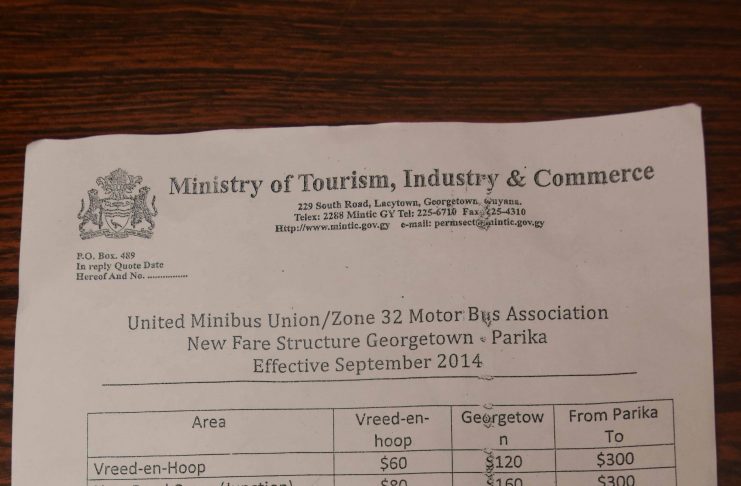 Ministry of Tourism, Industry & Commerce
229 South Road, Lacytown, Georgetown, Guyana.
Telex: 2288 Mintic GY Tel: 225-6710 Fax: 225-4310
Http://www.mintic.gov.gy e-mail: permsect@mintic.gov.gy
P.O. Box. 489
In reply Quote Date
Hereof And No. ................
United Minibus Union/Zone 32 Motor Bus Association
New Fare Structure Georgetown - Parika
Effective September 2014
Area Vreed-en- Georgetow From Parika
hoop n To
Vreed-en-Hoop $60 $120 $300
$80 $160 $300